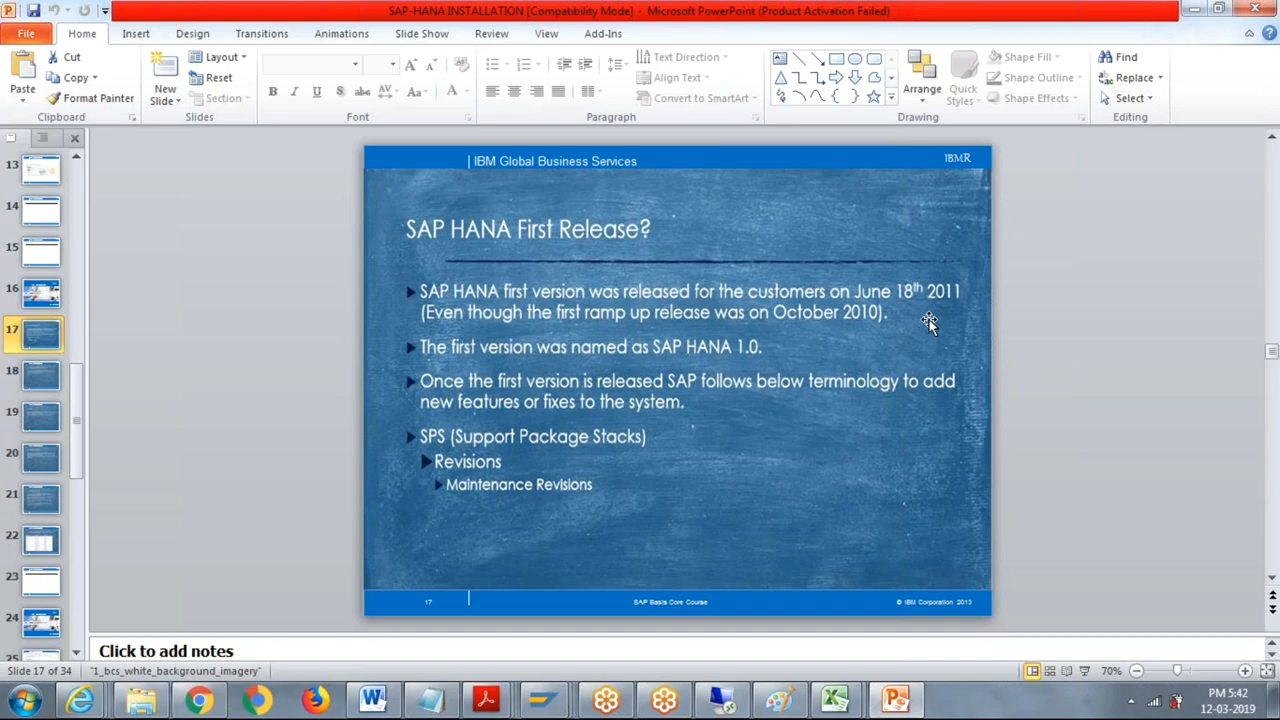 SAP-HANA INSTALLATION [Compatibility Mode] - Microsoft PowerPoint (Product Activation Failed)
File Home Insert Design Transitions Animations Slide Show Review View Add-Ins
Cut
Copy
Format Painter
Paste
Clipboard
New
Slide
Layout
Reset
Section
Slides
B I U S abc AV Aa A
Font
Text Direction
Align Text
Convert to SmartArt
Paragraph
Arrange
Quick
Styles
Shape Fill
Shape Outline
Shape Effects
Drawing
Find
Replace
Select
Editing
13
14
15
16
17
18
19
20
21
22
23
24
25
IBM Global Business Services
IBMR
SAP HANA First Release?
SAP HANA first version was released for the customers on June 18th 2011
(Even though the first ramp up release was on October 2010).
The first version was named as SAP HANA 1.0.
Once the first version is released SAP follows below terminology to add
new features or fixes to the system.
SPS (Support Package Stacks)
Revisions
Maintenance Revisions
17 SAP Basis Core Course © IBM Corporation 2013
Click to add notes
Slide 17 of 34 "1_bcs_white_background_imagery" 70%
PM 5:42
12-03-2019